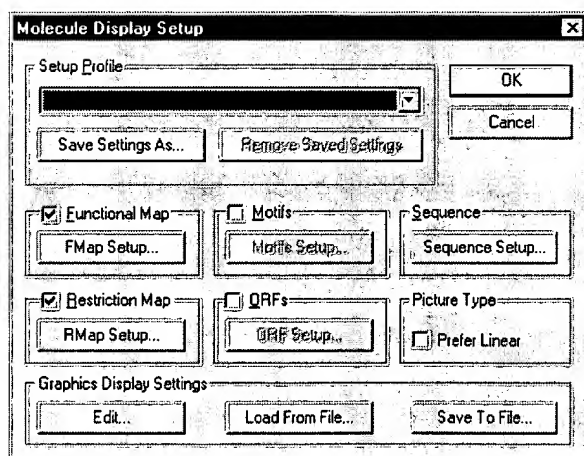 Molecule Display Setup
Setup Profile
OK
Cancel
Save Settings As...
Remove Saved Settings
Functional Map
Motifs
Sequence
FMap Setup...
Motifs Setup...
Sequence Setup...
Restriction Map
ORFs
Picture Type
RMap Setup...
ORF Setup...
Prefer Linear
Graphics Display Settings
Edit...
Load From File...
Save To File...